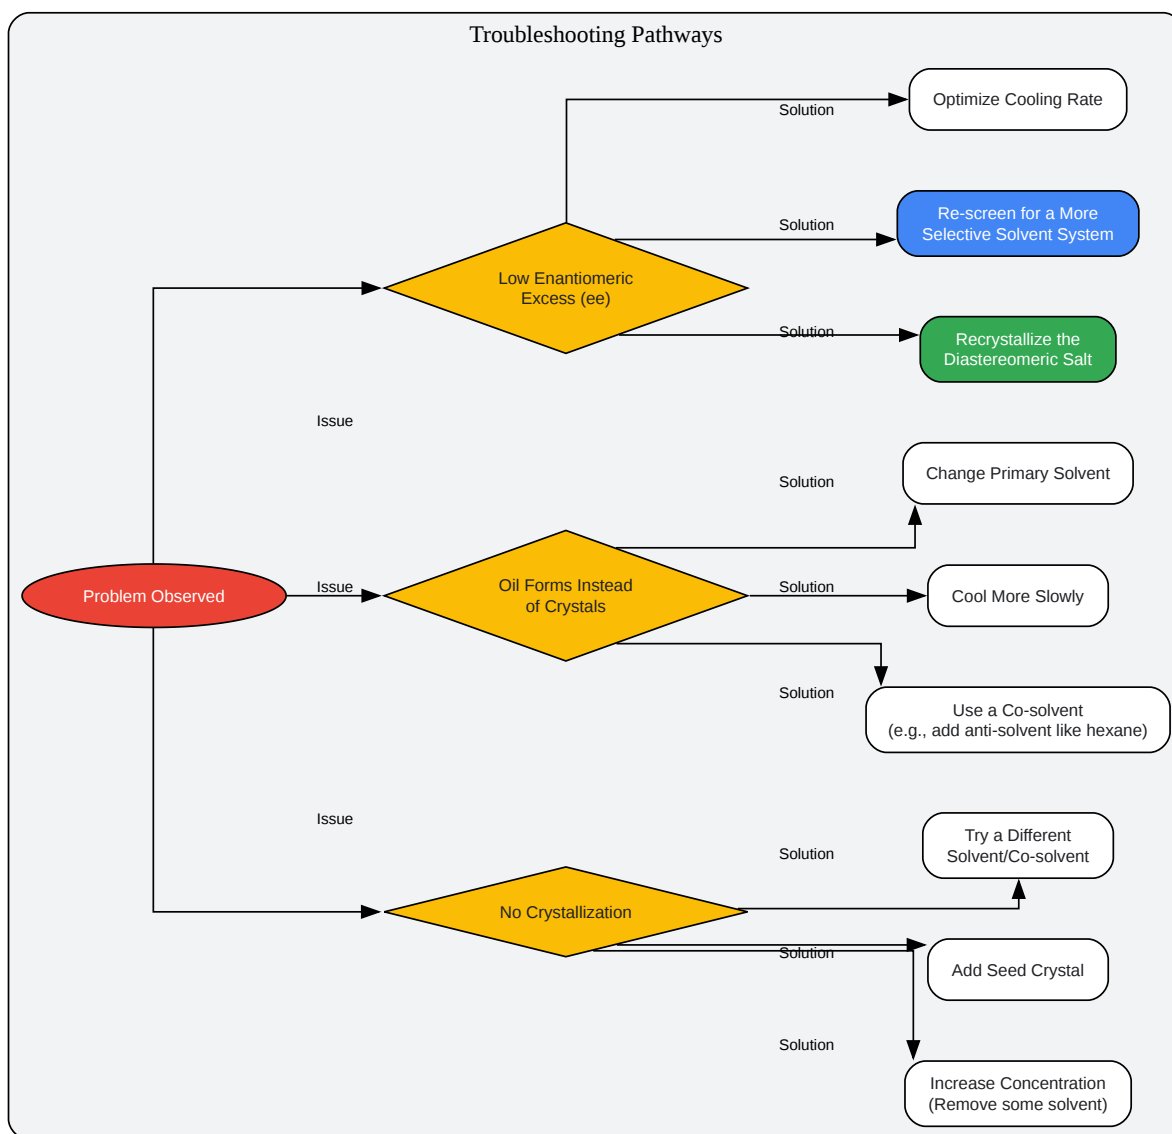 Troubleshooting Pathways
Solution
Optimize Cooling Rate
Solution
Re-screen for a More
Selective Solvent System
Low Enantiomeric
Excess (ee)
Solution
Recrystallize the
Diastereomeric Salt
Issue
Solution
Change Primary Solvent
Problem Observed
Issue
Oil Forms Instead
of Crystals
Solution
Cool More Slowly
Solution
Use a Co-solvent
(e.g., add anti-solvent like hexane)
Issue
Solution
Try a Different
Solvent/Co-solvent
No Crystallization
Solution
Add Seed Crystal
Solution
Increase Concentration
(Remove some solvent)